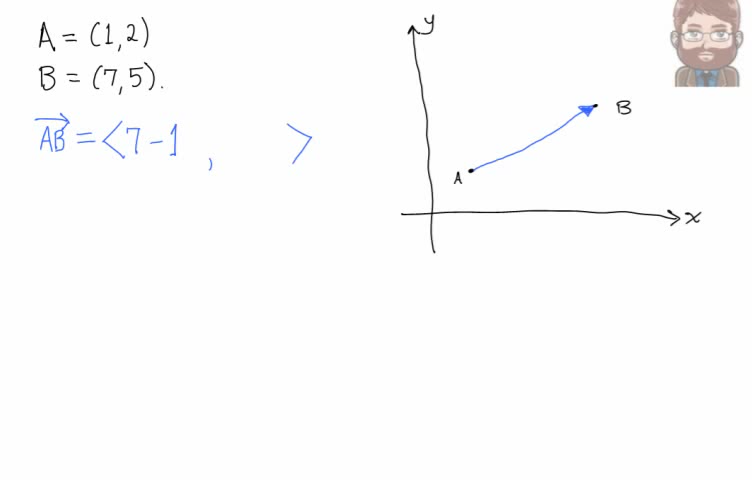 A = (1,2)
B = (7,5).
AB = <7-1 , >
y
B
A
x